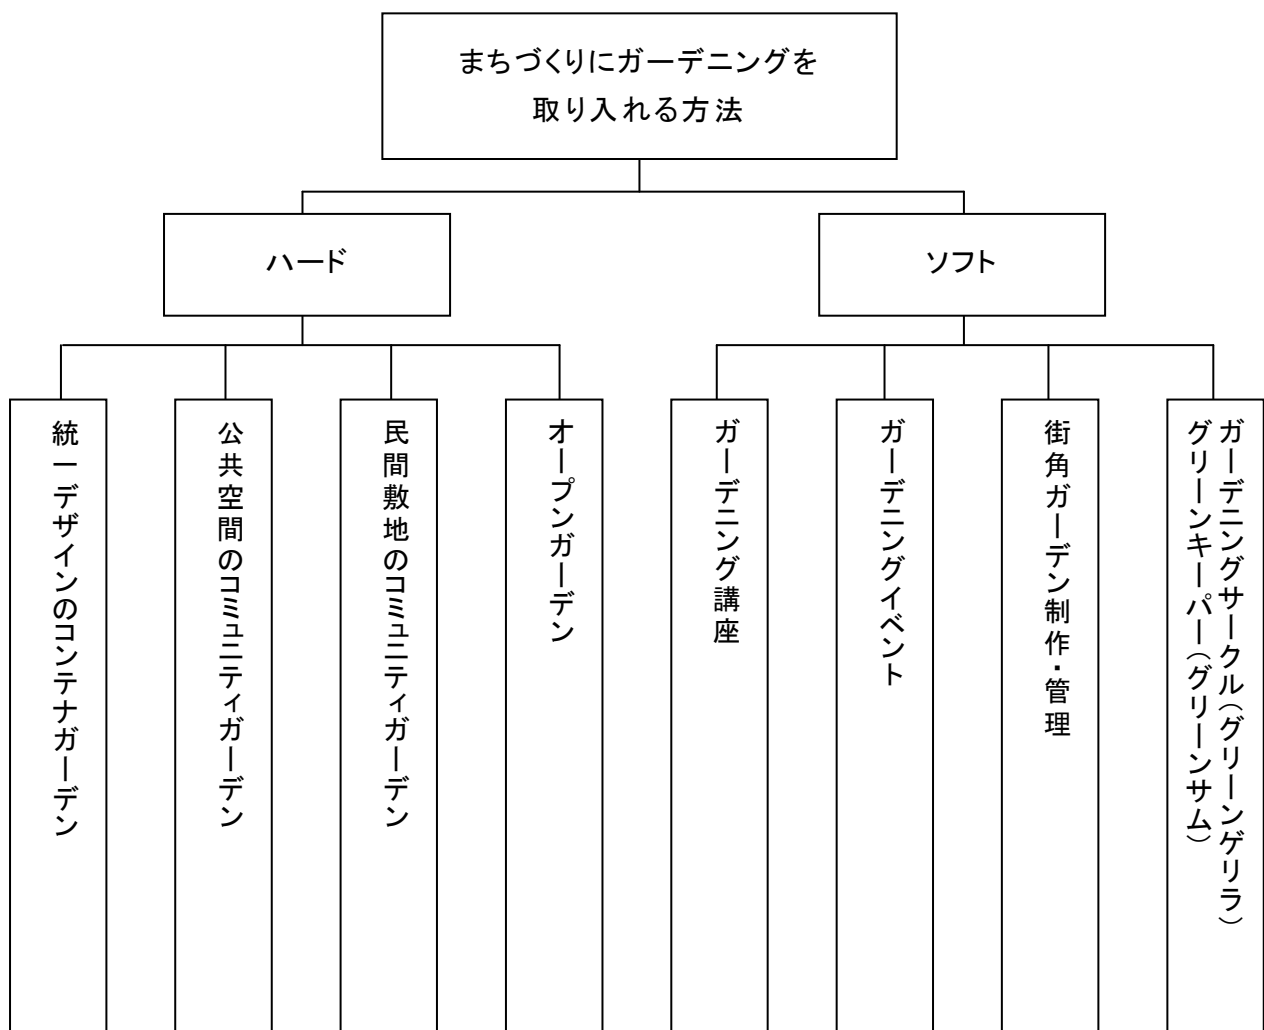 まちづくりにガーデニングを
取り入れる方法
ハード
ソフト
統一デザインのコンテナガーデン
公共空間のコミュニティガーデン
民間敷地のコミュニティガーデン
オープンガーデン
ガーデニング講座
ガーデニングイベント
街角ガーデン制作・管理
ガーデニングサークル(グリーンゲリラ)
グリーンキーパー(グリーンサム)